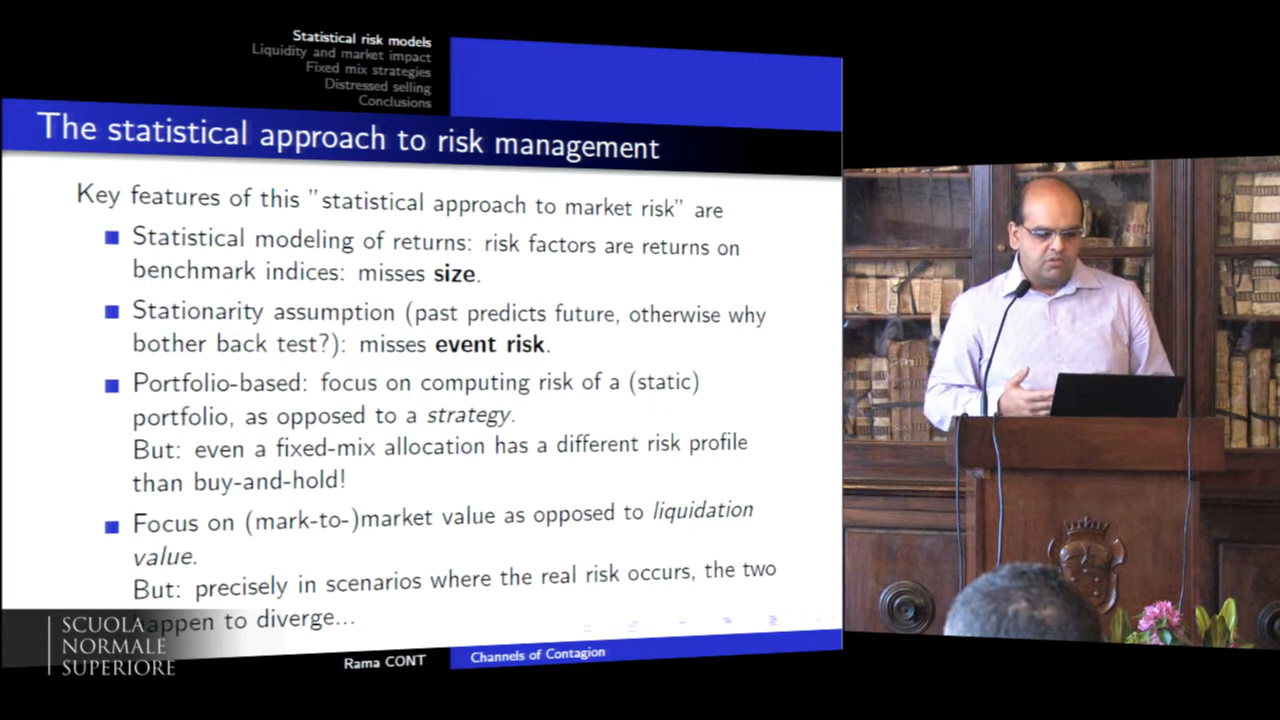 Statistical risk models
Liquidity and market impact
Fixed mix strategies
Distressed selling
Conclusions
The statistical approach to risk management
Key features of this "statistical approach to market risk" are
Statistical modeling of returns: risk factors are returns on
benchmark indices: misses size.
Stationarity assumption (past predicts future, otherwise why
bother back test?): misses event risk.
Portfolio-based: focus on computing risk of a (static)
portfolio, as opposed to a strategy.
But: even a fixed-mix allocation has a different risk profile
than buy-and-hold!
Focus on (mark-to-)market value as opposed to liquidation
value.
But: precisely in scenarios where the real risk occurs, the two
happen to diverge...
SCUOLA
NORMALE
SUPERIORE
Rama CONT
Channels of Contagion